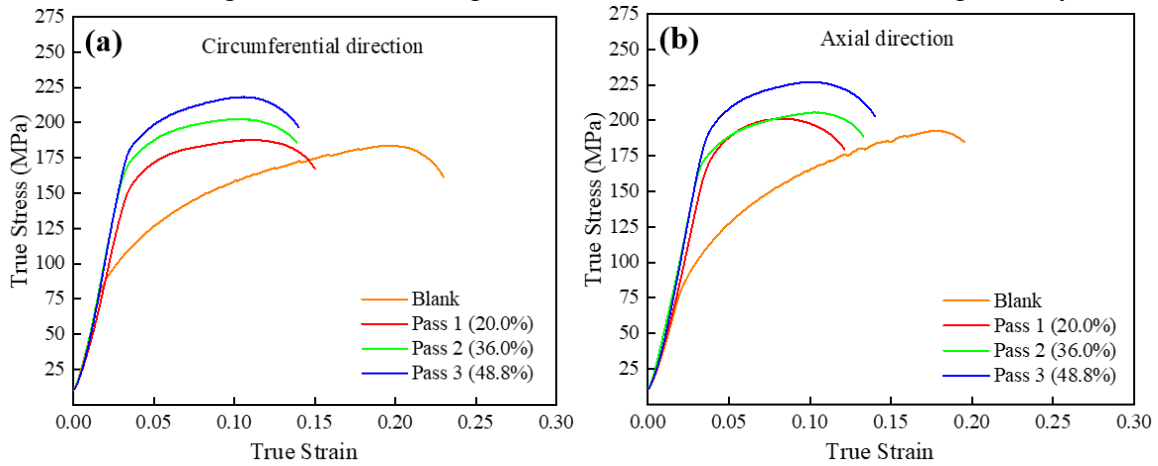 (a)
Circumferential direction
True Stress (MPa)
275
250
225
200
175
150
125
100
75
50
25
Blank
Pass 1 (20.0%)
Pass 2 (36.0%)
Pass 3 (48.8%)
0.00 0.05 0.10 0.15 0.20 0.25 0.30
True Strain
(b)
Axial direction
True Stress (MPa)
275
250
225
200
175
150
125
100
75
50
25
Blank
Pass 1 (20.0%)
Pass 2 (36.0%)
Pass 3 (48.8%)
0.00 0.05 0.10 0.15 0.20 0.25 0.30
True Strain